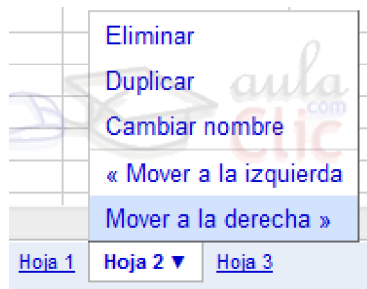 Eliminar
Duplicar
Cambiar nombre
« Mover a la izquierda
Mover a la derecha »
Hoja 1 Hoja 2 ▼ Hoja 3
aula
.com
Clic